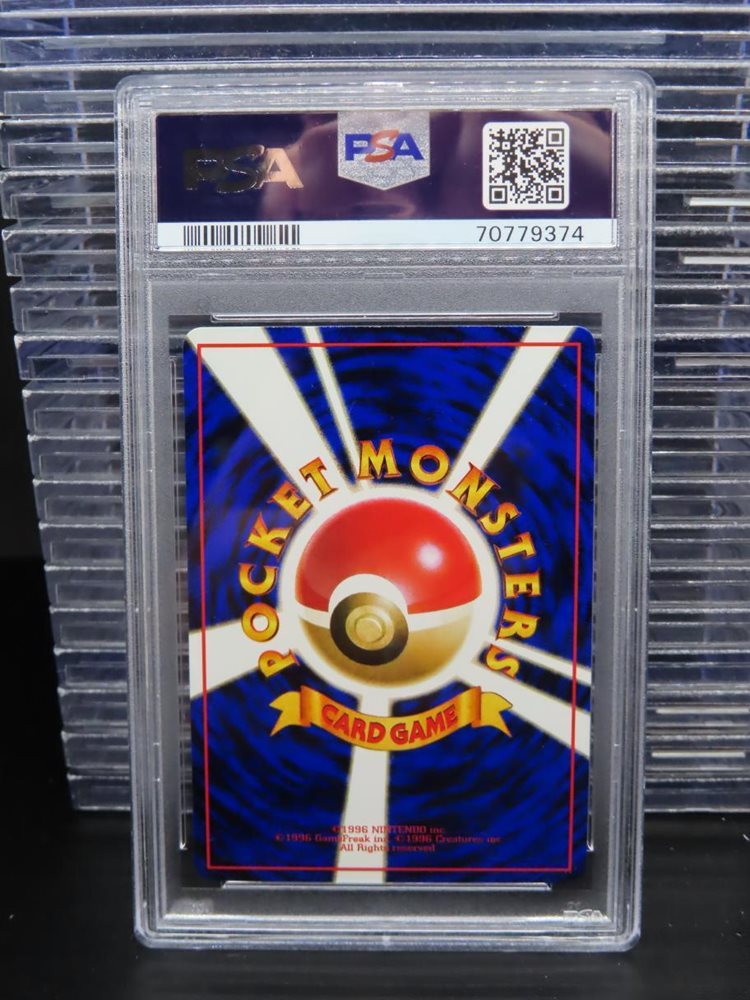 PSA
PSA
70779374
POCKET MONSTERS
CARD GAME
©1996 NINTENDO inc
©1996 GameFreak inc ©1996 Creatures inc
All Rights reserved
PSA